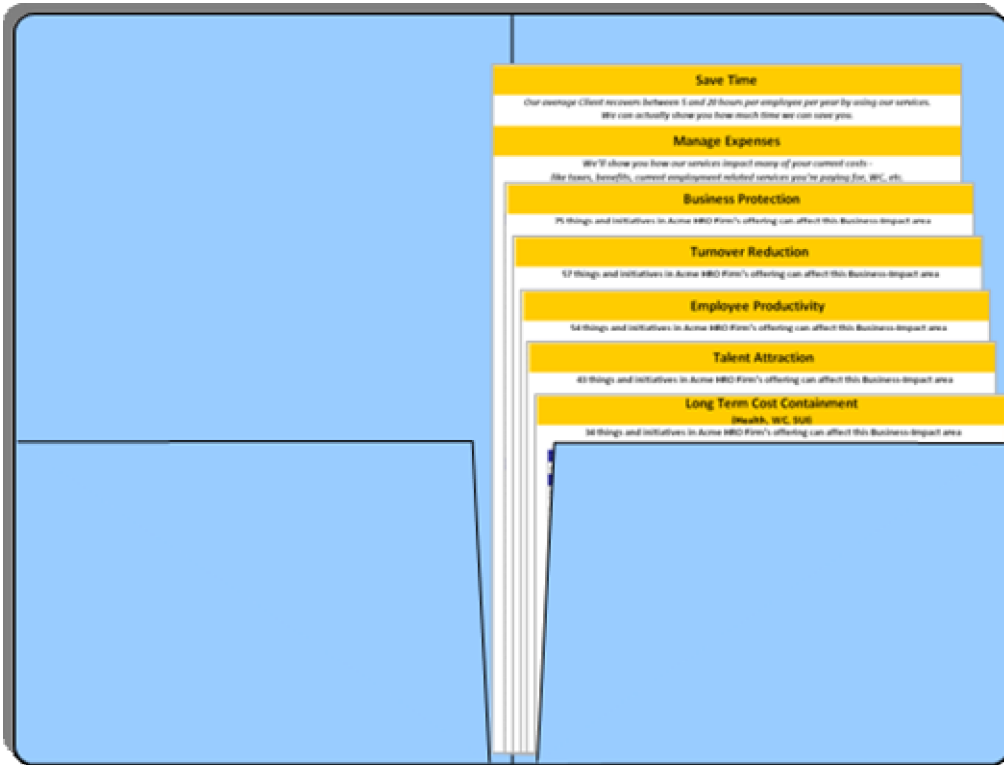 Save Time
Our average Client recovers between 5 and 20 hours per employee per year by using our services.
We can actually show you how much time we can save you.
Manage Expenses
We'll show you how our services impact many of your current costs -
like taxes, benefits, current employment related services you're paying for, WC, etc.
Business Protection
75 things and initiatives in Acme HRO Firm's offering can affect this Business-Impact area
Turnover Reduction
57 things and initiatives in Acme HRO Firm's offering can affect this Business-Impact area
Employee Productivity
54 things and initiatives in Acme HRO Firm's offering can affect this Business-Impact area
Talent Attraction
43 things and initiatives in Acme HRO Firm's offering can affect this Business-Impact area
Long Term Cost Containment
(Health, WC, SUI)
34 things and initiatives in Acme HRO Firm's offering can affect this Business-Impact area